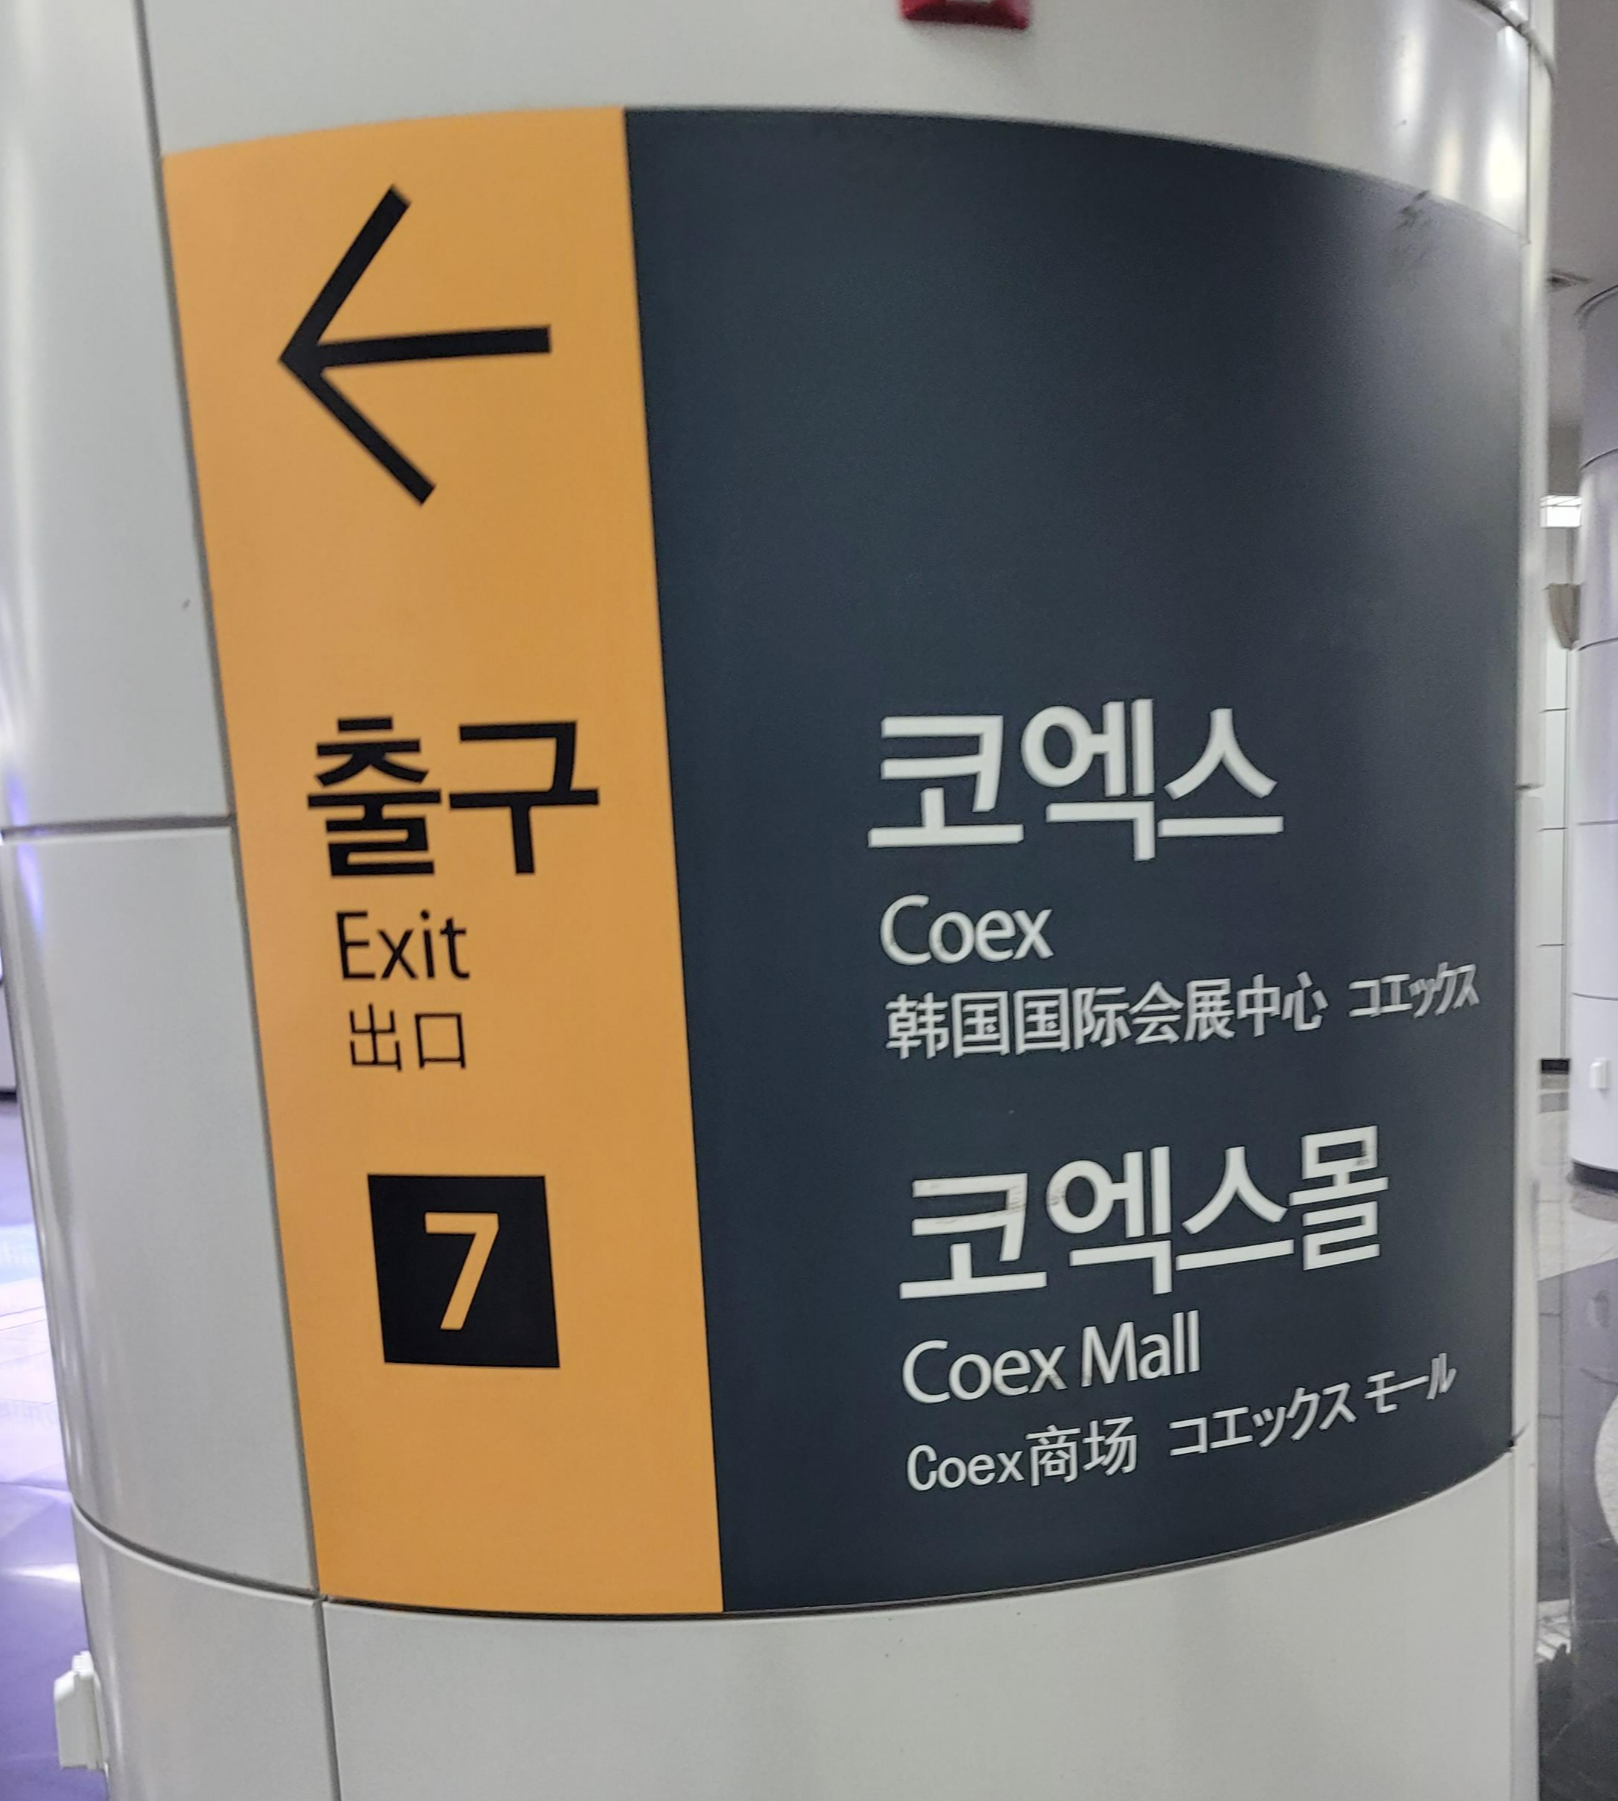 출구
Exit
出口
7
코엑스
Coex
韩国国际会展中心 コエックス
코엑스몰
Coex Mall
Coex商场 コエックス モール